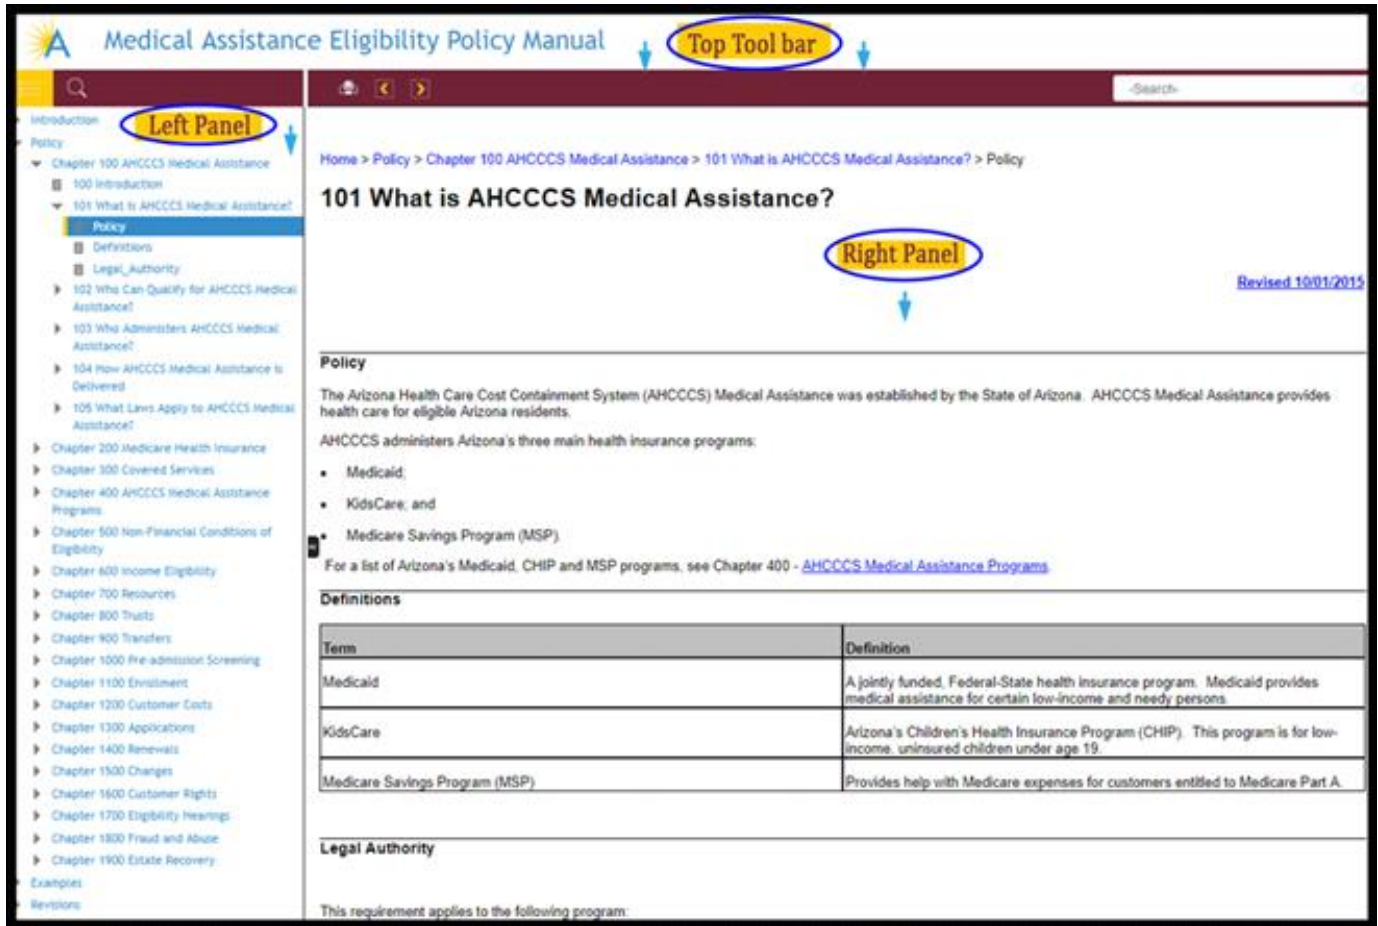 Medical Assistance Eligibility Policy Manual
Top Tool bar
-Search-
Introduction
Left Panel
Policy
Chapter 100 AHCCCS Medical Assistance
100 Introduction
101 What is AHCCCS Medical Assistance?
Policy
Definitions
Legal_Authority
102 Who Can Qualify for AHCCCS Medical
Assistance?
103 Who Administers AHCCCS Medical
Assistance?
104 How AHCCCS Medical Assistance is
Delivered
105 What Laws Apply to AHCCCS Medical
Assistance?
Chapter 200 Medicare Health Insurance
Chapter 300 Covered Services
Chapter 400 AHCCCS Medical Assistance
Programs
Chapter 500 Non-Financial Conditions of
Eligibility
Chapter 600 Income Eligibility
Chapter 700 Resources
Chapter 800 Trusts
Chapter 900 Transfers
Chapter 1000 Pre-admission Screening
Chapter 1100 Enrollment
Chapter 1200 Customer Costs
Chapter 1300 Applications
Chapter 1400 Renewals
Chapter 1500 Changes
Chapter 1600 Customer Rights
Chapter 1700 Eligibility Hearings
Chapter 1800 Fraud and Abuse
Chapter 1900 Estate Recovery
Examples
Revisions
Home > Policy > Chapter 100 AHCCCS Medical Assistance > 101 What is AHCCCS Medical Assistance? > Policy
101 What is AHCCCS Medical Assistance?
Right Panel
Revised 10/01/2015
Policy
The Arizona Health Care Cost Containment System (AHCCCS) Medical Assistance was established by the State of Arizona. AHCCCS Medical Assistance provides
health care for eligible Arizona residents.
AHCCCS administers Arizona's three main health insurance programs:
• Medicaid;
• KidsCare; and
• Medicare Savings Program (MSP).
For a list of Arizona's Medicaid, CHIP and MSP programs, see Chapter 400 - AHCCCS Medical Assistance Programs.
Definitions
Term Definition
Medicaid A jointly funded, Federal-State health insurance program. Medicaid provides
medical assistance for certain low-income and needy persons.
KidsCare Arizona's Children's Health Insurance Program (CHIP). This program is for low-
income, uninsured children under age 19.
Medicare Savings Program (MSP) Provides help with Medicare expenses for customers entitled to Medicare Part A.
Legal Authority
This requirement applies to the following program: